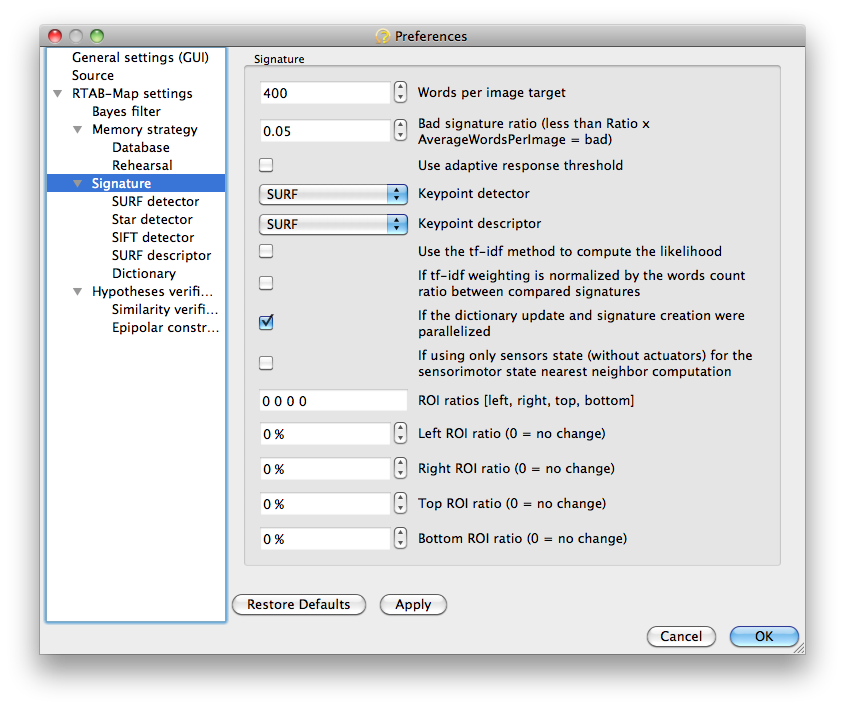 Preferences
General settings (GUI)
Source
RTAB-Map settings
Bayes filter
Memory strategy
Database
Rehearsal
Signature
SURF detector
Star detector
SIFT detector
SURF descriptor
Dictionary
Hypotheses verifi...
Similarity verifi...
Epipolar constr...
Signature
400 Words per image target
0.05 Bad signature ratio (less than Ratio x
AverageWordsPerImage = bad)
Use adaptive response threshold
SURF Keypoint detector
SURF Keypoint descriptor
Use the tf-idf method to compute the likelihood
If tf-idf weighting is normalized by the words count
ratio between compared signatures
If the dictionary update and signature creation were
parallelized
If using only sensors state (without actuators) for the
sensorimotor state nearest neighbor computation
0 0 0 0 ROI ratios [left, right, top, bottom]
0 % Left ROI ratio (0 = no change)
0 % Right ROI ratio (0 = no change)
0 % Top ROI ratio (0 = no change)
0 % Bottom ROI ratio (0 = no change)
Restore Defaults Apply
Cancel OK